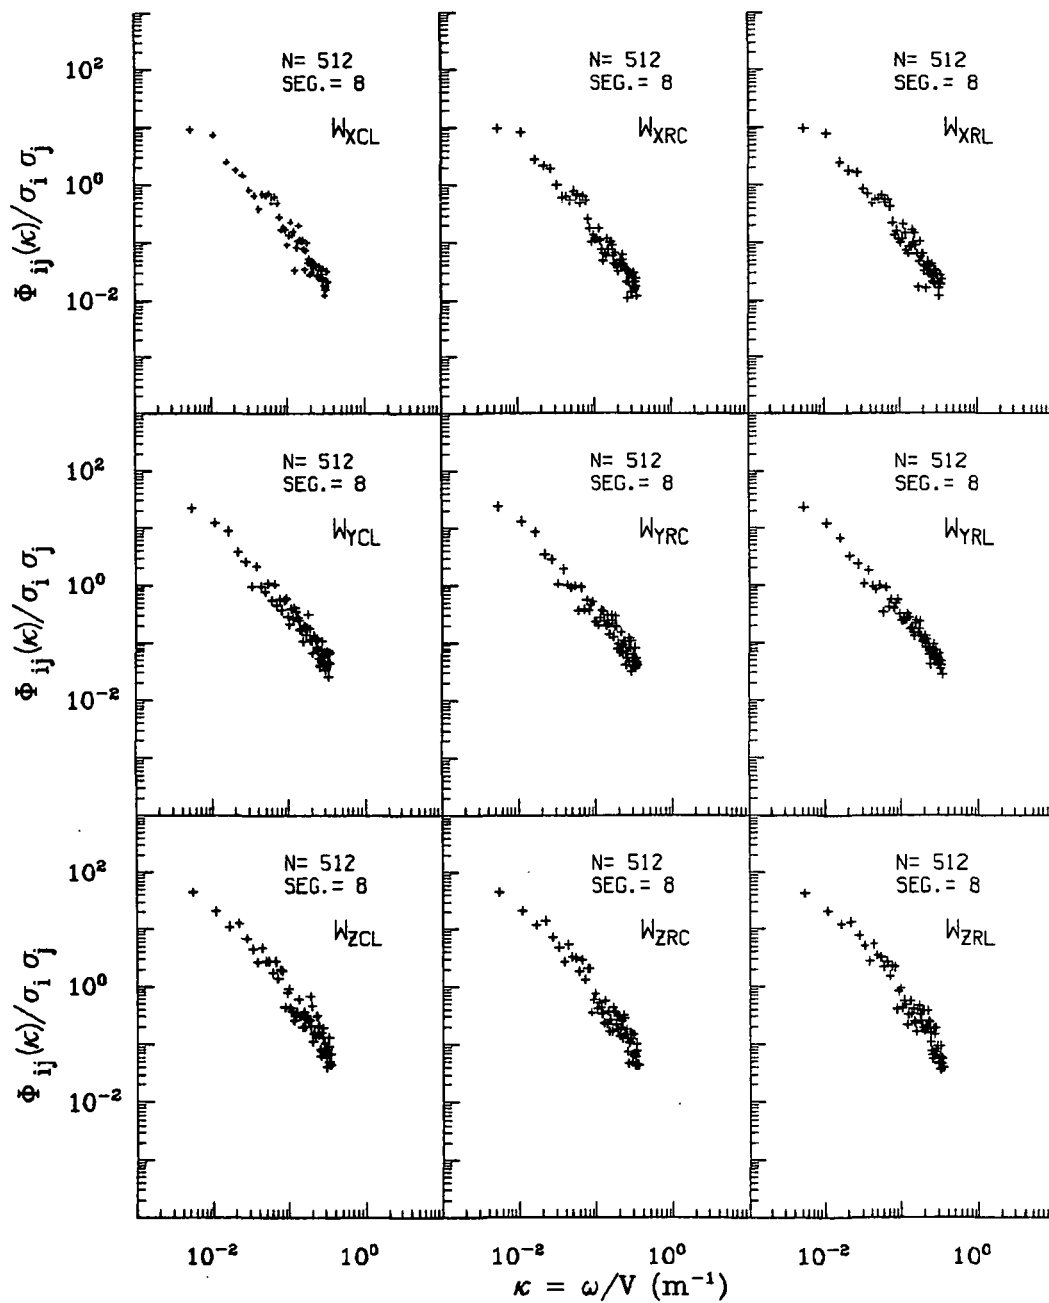 N= 512
SEG.= 8
W_XCL
N= 512
SEG.= 8
W_XRC
N= 512
SEG.= 8
W_XRL
10² 10⁰ 10⁻²
Φ_ij(κ)/σ_i σ_j
N= 512
SEG.= 8
W_YCL
N= 512
SEG.= 8
W_YRC
N= 512
SEG.= 8
W_YRL
10² 10⁰ 10⁻²
Φ_ij(κ)/σ_i σ_j
N= 512
SEG.= 8
W_ZCL
N= 512
SEG.= 8
W_ZRC
N= 512
SEG.= 8
W_ZRL
10² 10⁰ 10⁻²
Φ_ij(κ)/σ_i σ_j
10⁻² 10⁰ 10⁻² 10⁰ 10⁻² 10⁰
κ = ω/V (m⁻¹)